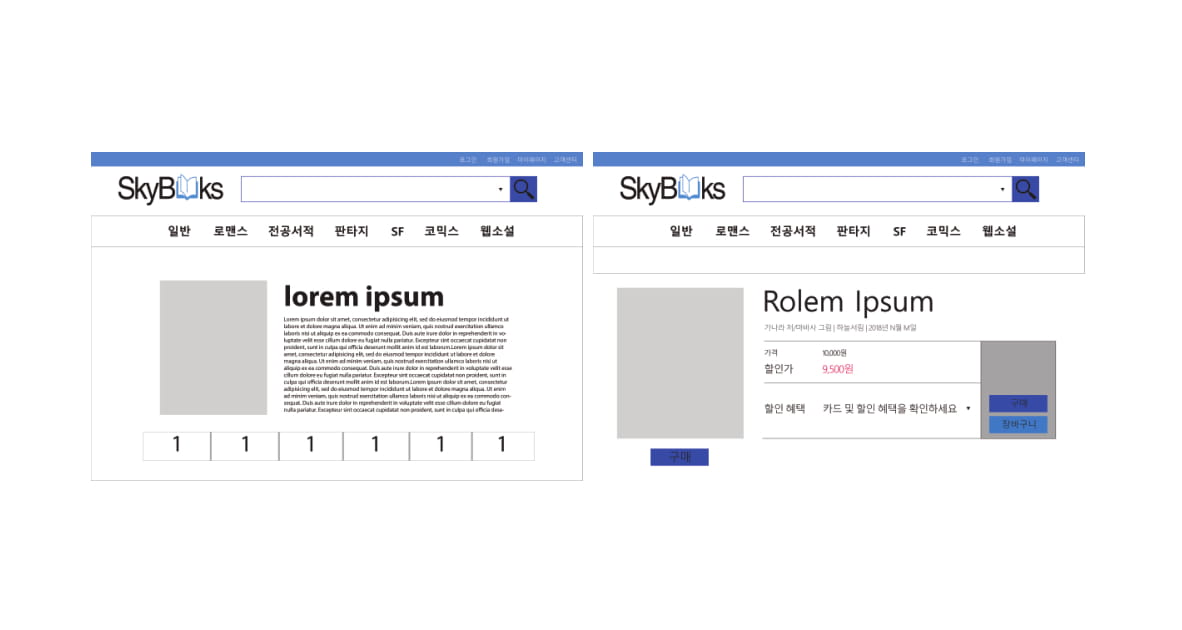 로그인 회원가입 마이페이지 고객센터
SkyBooks
일반 로맨스 전공서적 판타지 SF 코믹스 웹소설
lorem ipsum
Lorem ipsum dolor sit amet, consectetur adipisicing elit, sed do eiusmod tempor incididunt ut
labore et dolore magna aliqua. Ut enim ad minim veniam, quis nostrud exercitation ullamco
laboris nisi ut aliquip ex ea commodo consequat. Duis aute irure dolor in reprehenderit in vo-
luptate velit esse cillum dolore eu fugiat nulla pariatur. Excepteur sint occaecat cupidatat non
proident, sunt in culpa qui officia deserunt mollit anim id est laborum.Lorem ipsum dolor sit
amet, consectetur adipisicing elit, sed do eiusmod tempor incididunt ut labore et dolore
magna aliqua. Ut enim ad minim veniam, quis nostrud exercitation ullamco laboris nisi ut
aliquip ex ea commodo consequat. Duis aute irure dolor in reprehenderit in voluptate velit esse
cillum dolore eu fugiat nulla pariatur. Excepteur sint occaecat cupidatat non proident, sunt in
culpa qui officia deserunt mollit anim id est laborum.Lorem ipsum dolor sit amet, consectetur
adipisicing elit, sed do eiusmod tempor incididunt ut labore et dolore magna aliqua. Ut enim
ad minim veniam, quis nostrud exercitation ullamco laboris nisi ut aliquip ex ea commodo con-
sequat. Duis aute irure dolor in reprehenderit in voluptate velit esse cillum dolore eu fugiat
nulla pariatur. Excepteur sint occaecat cupidatat non proident, sunt in culpa qui officia dese-
1 1 1 1 1 1
로그인 회원가입 마이페이지 고객센터
SkyBooks
일반 로맨스 전공서적 판타지 SF 코믹스 웹소설
Rolem Ipsum
가나라 저/마바사 그림 | 하늘서림 | 2018년 N월 M일
가격 10,000원
할인가 9,500원
할인 혜택 카드 및 할인 혜택을 확인하세요
구매
장바구니
구매